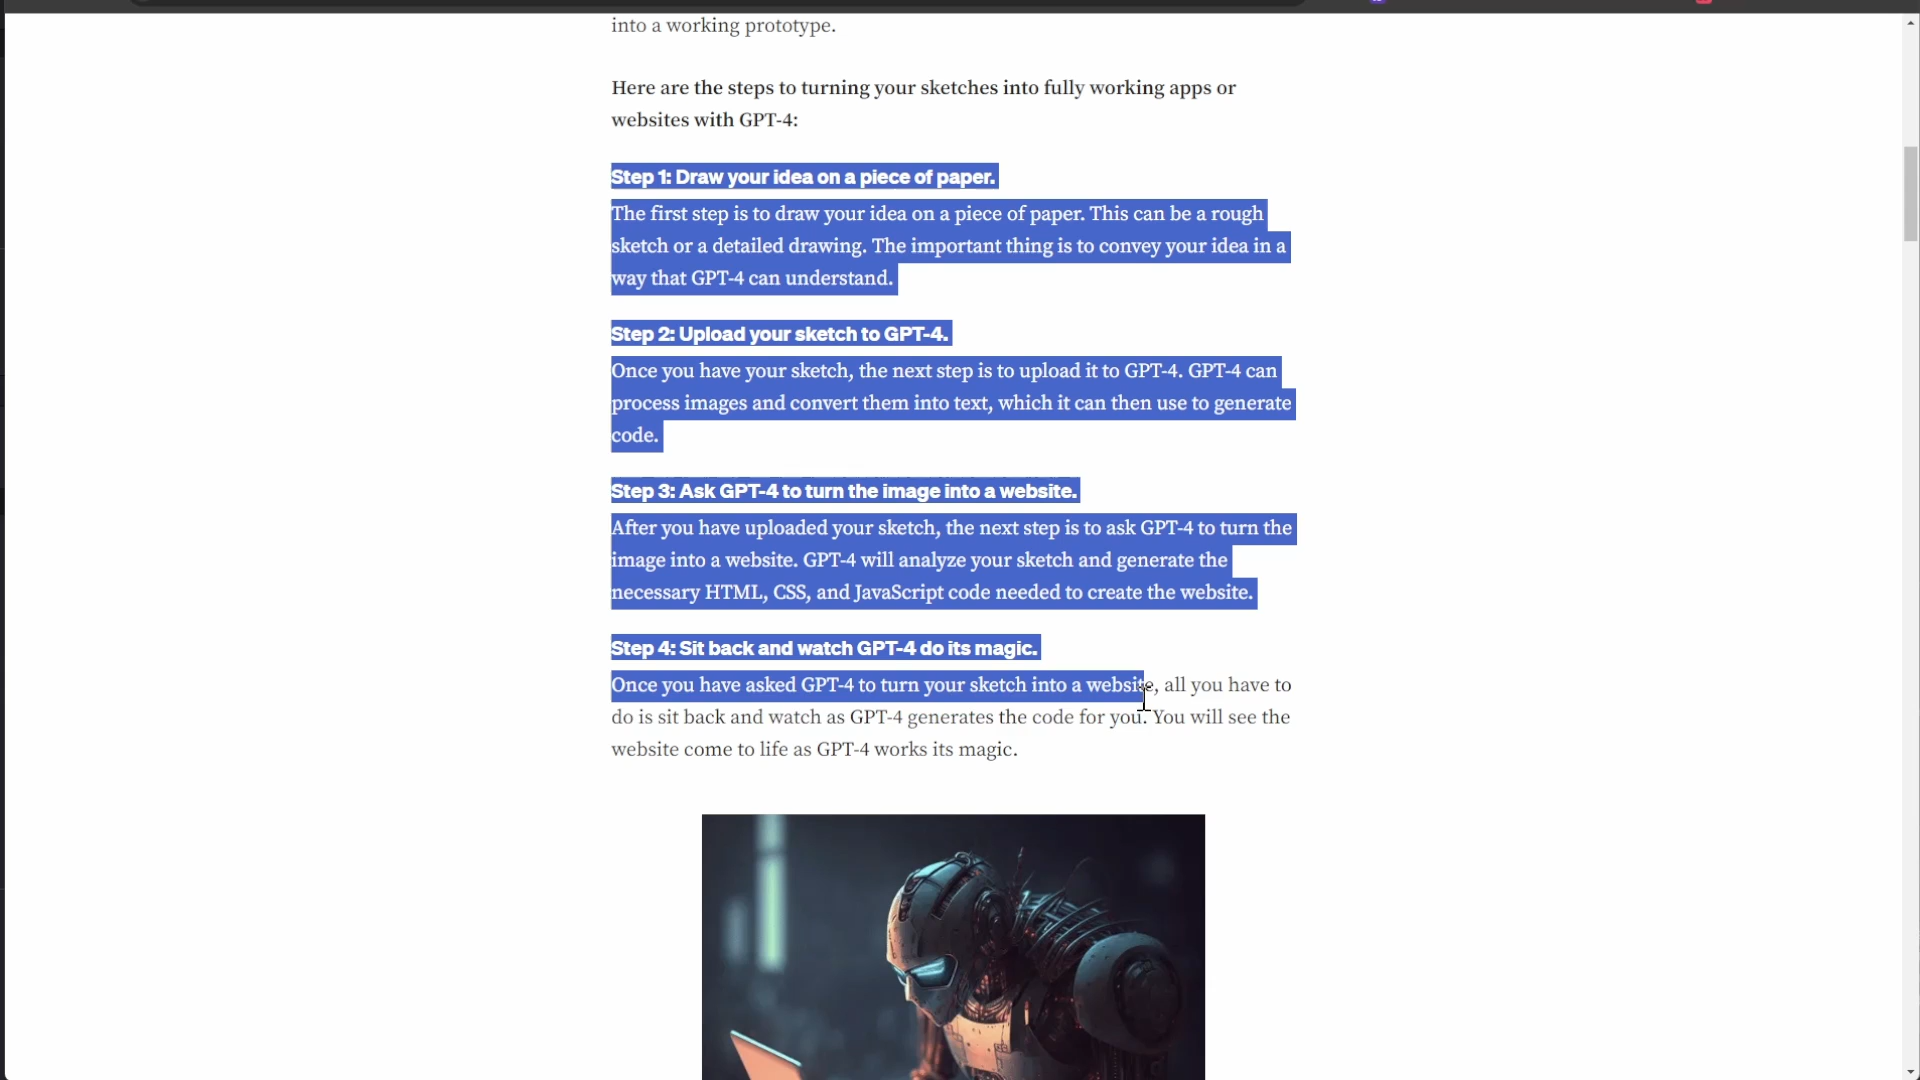 into a working prototype.
Here are the steps to turning your sketches into fully working apps or
websites with GPT-4:
Step 1: Draw your idea on a piece of paper.
The first step is to draw your idea on a piece of paper. This can be a rough
sketch or a detailed drawing. The important thing is to convey your idea in a
way that GPT-4 can understand.
Step 2: Upload your sketch to GPT-4.
Once you have your sketch, the next step is to upload it to GPT-4. GPT-4 can
process images and convert them into text, which it can then use to generate
code.
Step 3: Ask GPT-4 to turn the image into a website.
After you have uploaded your sketch, the next step is to ask GPT-4 to turn the
image into a website. GPT-4 will analyze your sketch and generate the
necessary HTML, CSS, and JavaScript code needed to create the website.
Step 4: Sit back and watch GPT-4 do its magic.
Once you have asked GPT-4 to turn your sketch into a website, all you have to
do is sit back and watch as GPT-4 generates the code for you. You will see the
website come to life as GPT-4 works its magic.